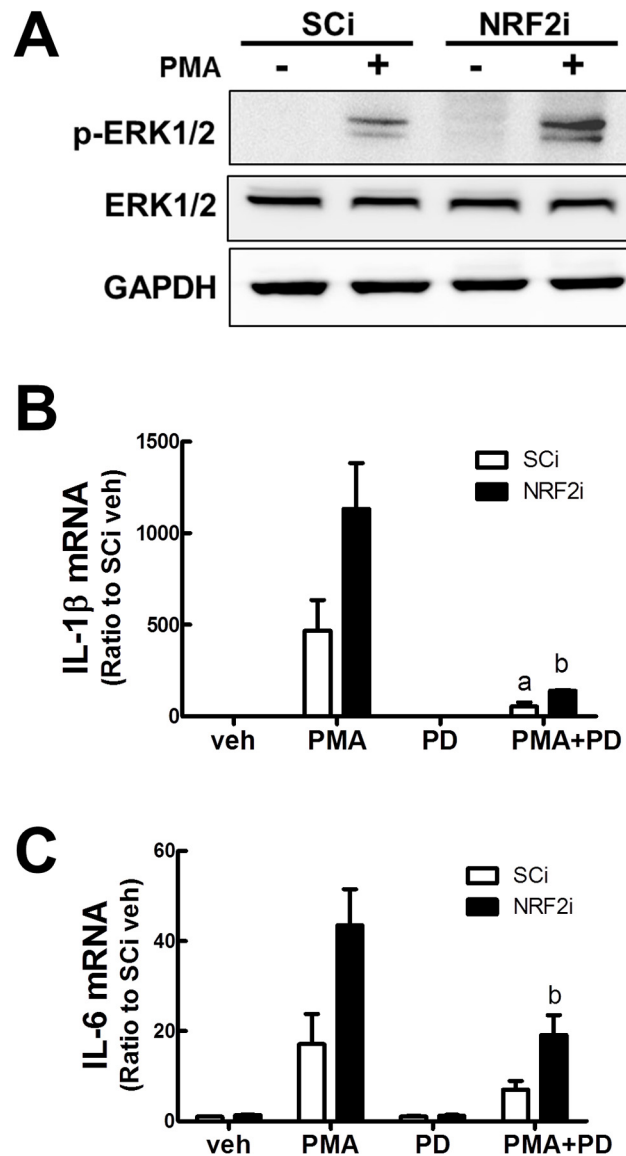 A
SCi NRF2i
PMA - + - +
p-ERK1/2
ERK1/2
GAPDH
B
IL-1β mRNA
(Ratio to SCi veh)
1500
1000
500
0
SCi
NRF2i
a b
veh PMA PD PMA+PD
C
IL-6 mRNA
(Ratio to SCi veh)
60
40
20
0
SCi
NRF2i
b
veh PMA PD PMA+PD